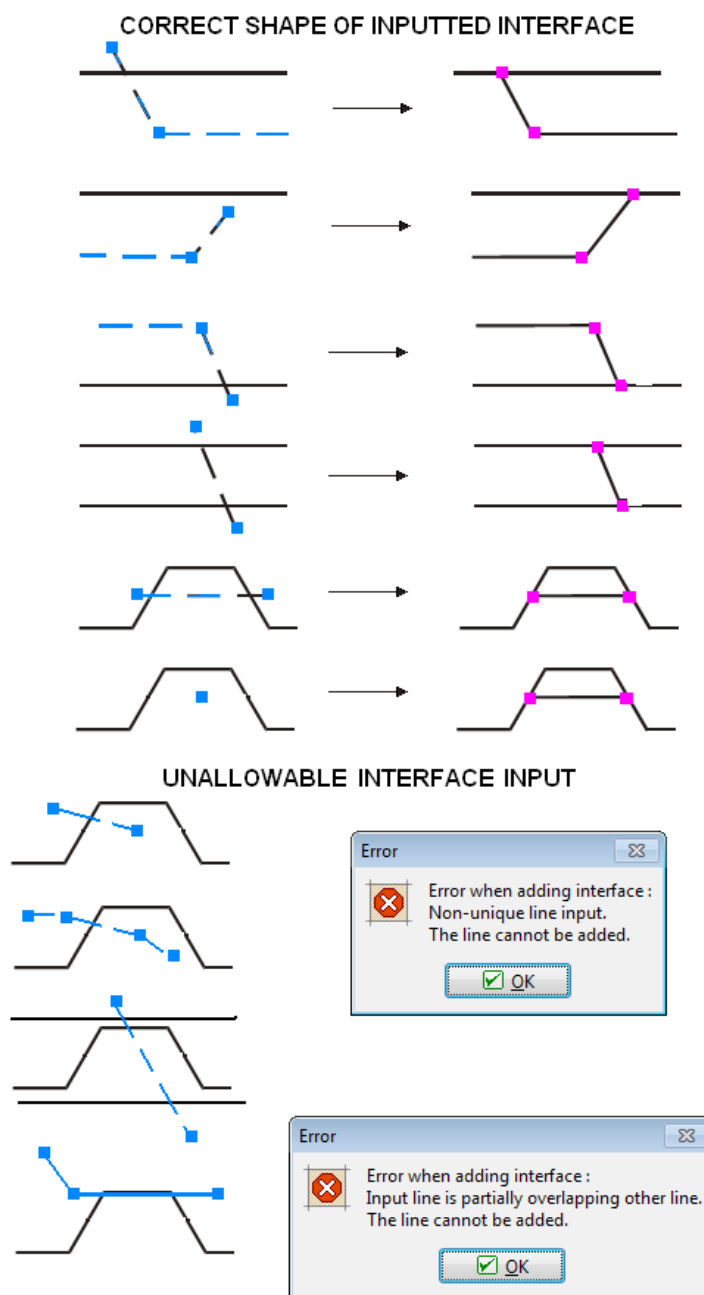 CORRECT SHAPE OF INPUTTED INTERFACE
UNALLOWABLE INTERFACE INPUT
Error
Error when adding interface :
Non-unique line input.
The line cannot be added.
OK
Error
Error when adding interface :
Input line is partially overlapping other line.
The line cannot be added.
OK